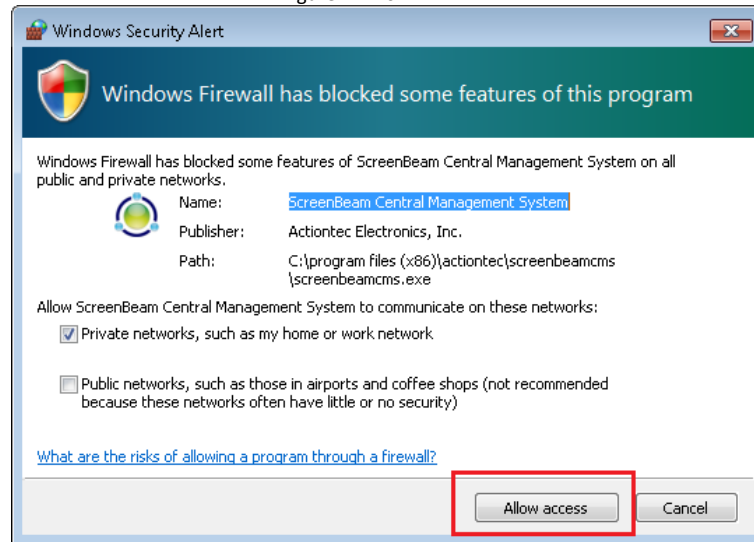 Windows Security Alert
Windows Firewall has blocked some features of this program
Windows Firewall has blocked some features of ScreenBeam Central Management System on all
public and private networks.
Name: ScreenBeam Central Management System
Publisher: Actiontec Electronics, Inc.
Path: C:\program files (x86)\actiontec\screenbeamcms
\screenbeamcms.exe
Allow ScreenBeam Central Management System to communicate on these networks:
Private networks, such as my home or work network
Public networks, such as those in airports and coffee shops (not recommended
because these networks often have little or no security)
What are the risks of allowing a program through a firewall?
Allow access Cancel